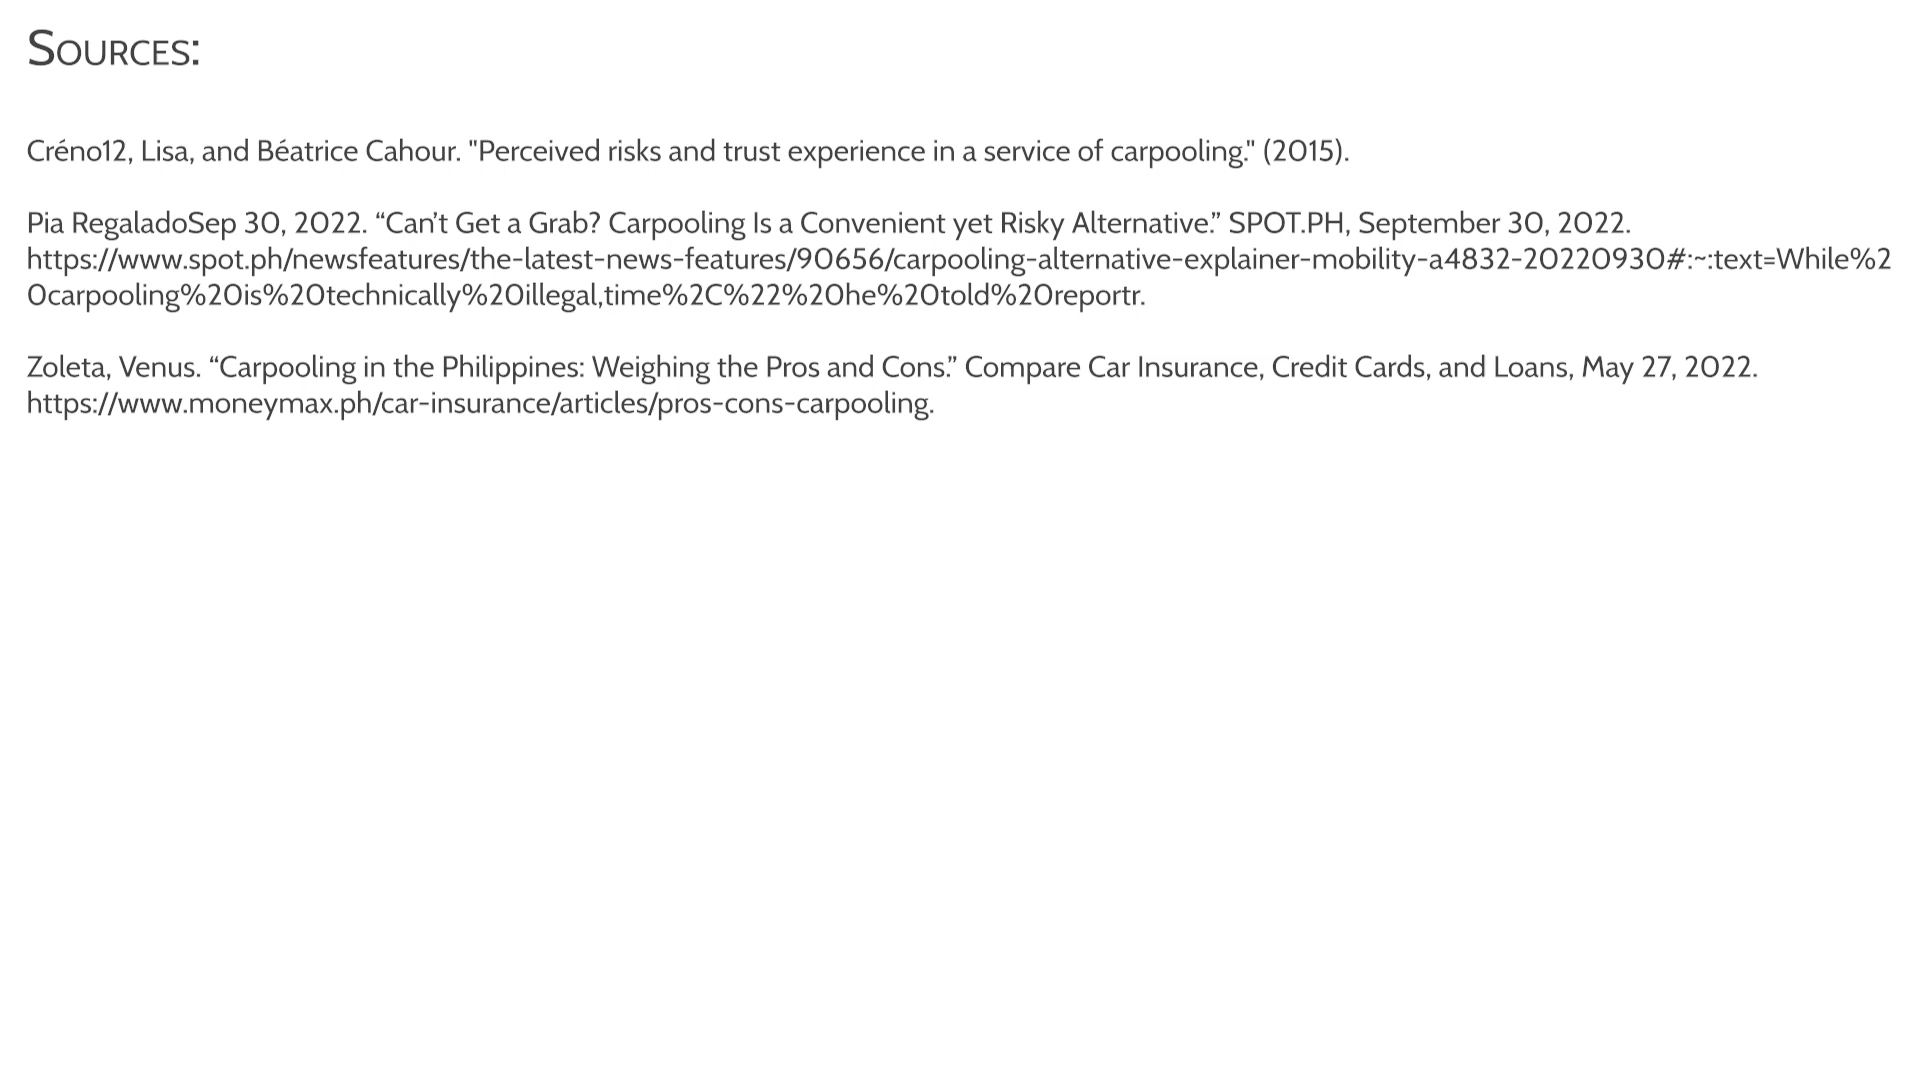 Sources:
Créno12, Lisa, and Béatrice Cahour. "Perceived risks and trust experience in a service of carpooling." (2015).
Pia RegaladoSep 30, 2022. “Can’t Get a Grab? Carpooling Is a Convenient yet Risky Alternative.” SPOT.PH, September 30, 2022.
https://www.spot.ph/newsfeatures/the-latest-news-features/90656/carpooling-alternative-explainer-mobility-a4832-20220930#:~:text=While%2
0carpooling%20is%20technically%20illegal,time%2C%22%20he%20told%20reportr.
Zoleta, Venus. “Carpooling in the Philippines: Weighing the Pros and Cons.” Compare Car Insurance, Credit Cards, and Loans, May 27, 2022.
https://www.moneymax.ph/car-insurance/articles/pros-cons-carpooling.